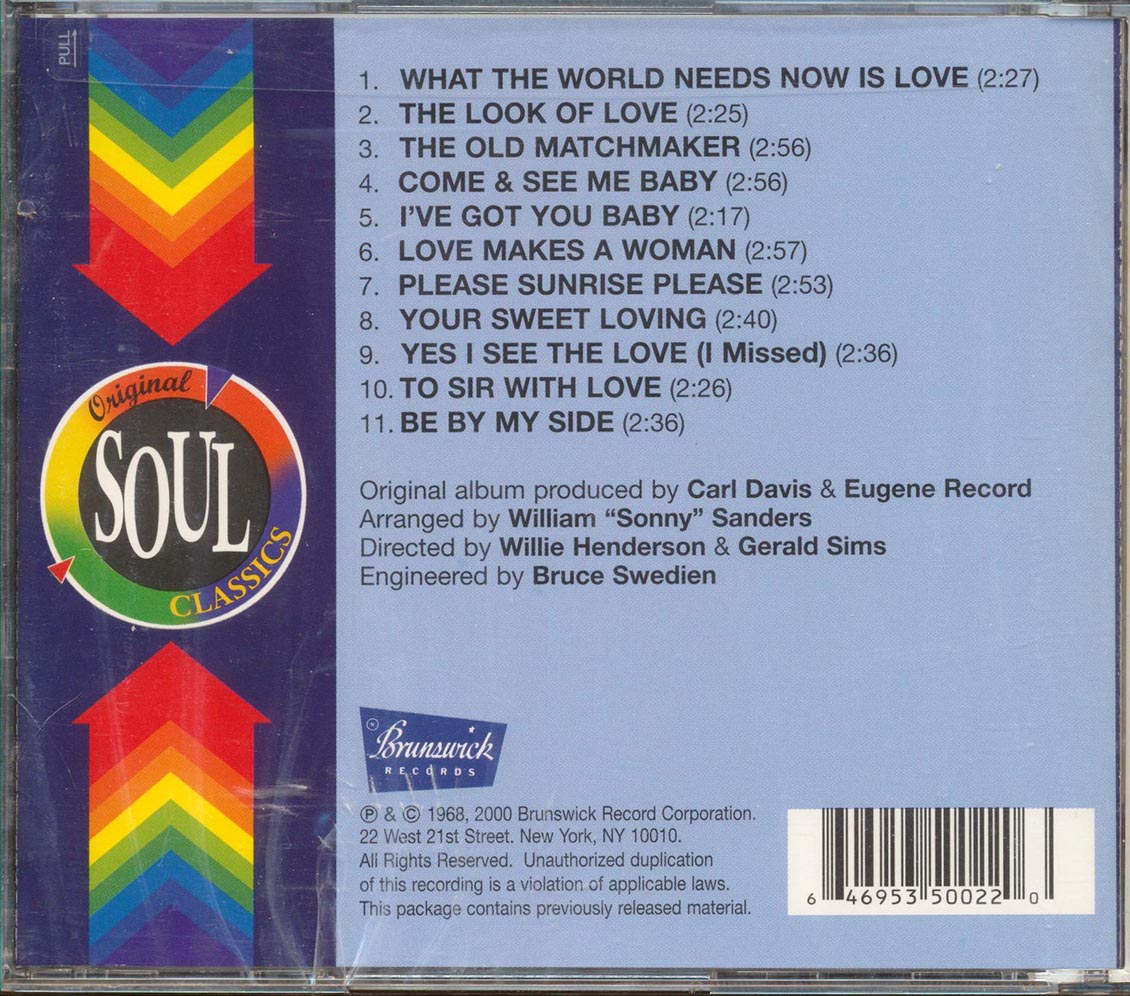 PULL
1. WHAT THE WORLD NEEDS NOW IS LOVE (2:27)
2. THE LOOK OF LOVE (2:25)
3. THE OLD MATCHMAKER (2:56)
4. COME & SEE ME BABY (2:56)
5. I'VE GOT YOU BABY (2:17)
6. LOVE MAKES A WOMAN (2:57)
7. PLEASE SUNRISE PLEASE (2:53)
8. YOUR SWEET LOVING (2:40)
9. YES I SEE THE LOVE (I Missed) (2:36)
10. TO SIR WITH LOVE (2:26)
11. BE BY MY SIDE (2:36)
Original
SOUL
CLASSICS
Original album produced by Carl Davis & Eugene Record
Arranged by William “Sonny” Sanders
Directed by Willie Henderson & Gerald Sims
Engineered by Bruce Swedien
® Brunswick
RECORDS
℗ & © 1968, 2000 Brunswick Record Corporation.
22 West 21st Street. New York, NY 10010.
All Rights Reserved. Unauthorized duplication
of this recording is a violation of applicable laws.
This package contains previously released material.
6 46953 50022 0